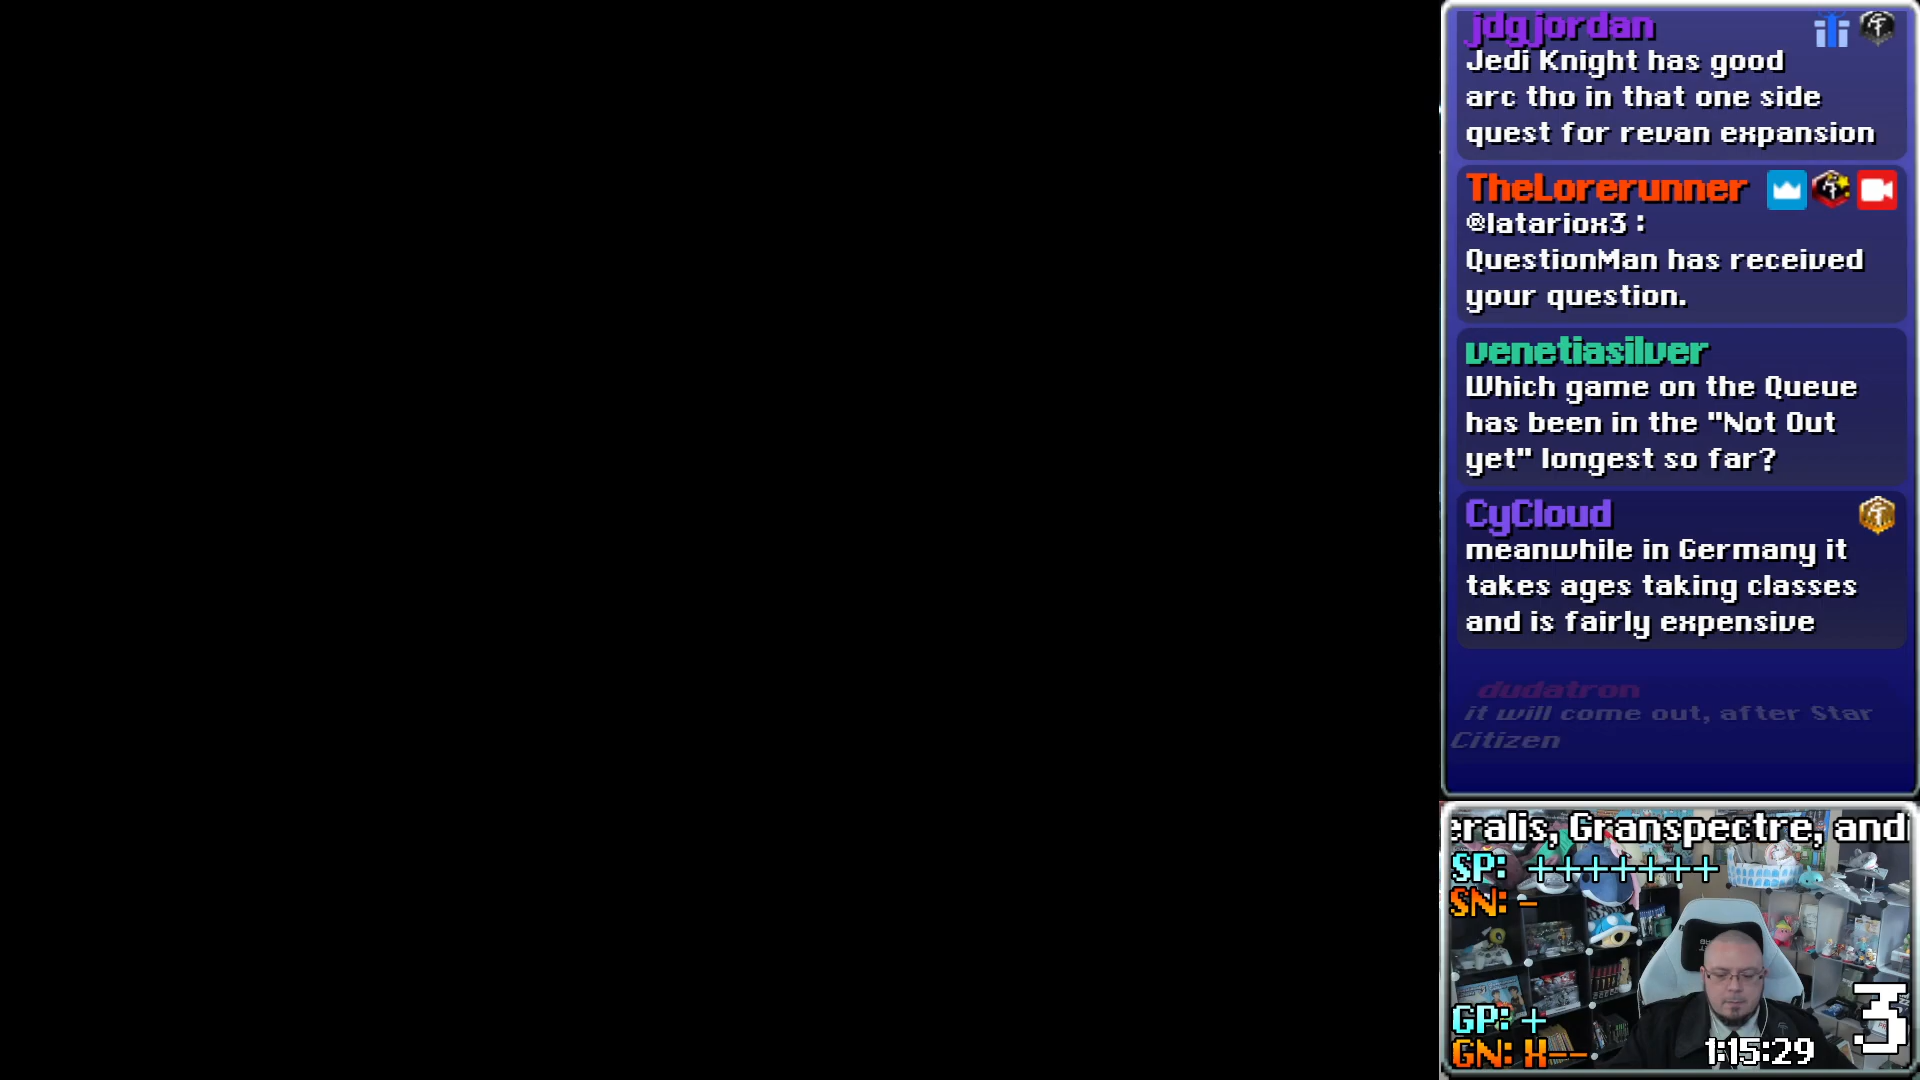 jdgjordan
Jedi Knight has good
arc tho in that one side
quest for revan expansion
TheLorerunner
@latariox3 :
QuestionMan has received
your question.
venetiasilver
Which game on the Queue
has been in the "Not Out
yet" longest so far?
CyCloud
meanwhile in Germany it
takes ages taking classes
and is fairly expensive
dudatron
it will come out, after Star
Citizen
eralis, Granspectre, and
SP: +++++++
SN: -
GP: +
GN: X--
1:15:29
3